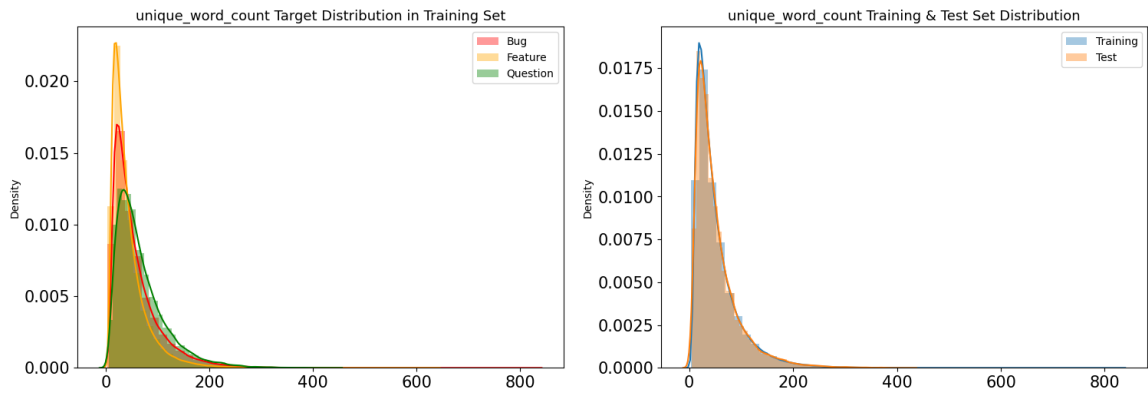 unique_word_count Target Distribution in Training Set
Bug
Feature
Question
0.020
0.015
0.010
0.005
0.000
Density
0
200
400
600
800
unique_word_count Training & Test Set Distribution
Training
Test
0.0175
0.0150
0.0125
0.0100
0.0075
0.0050
0.0025
0.0000
Density
0
200
400
600
800